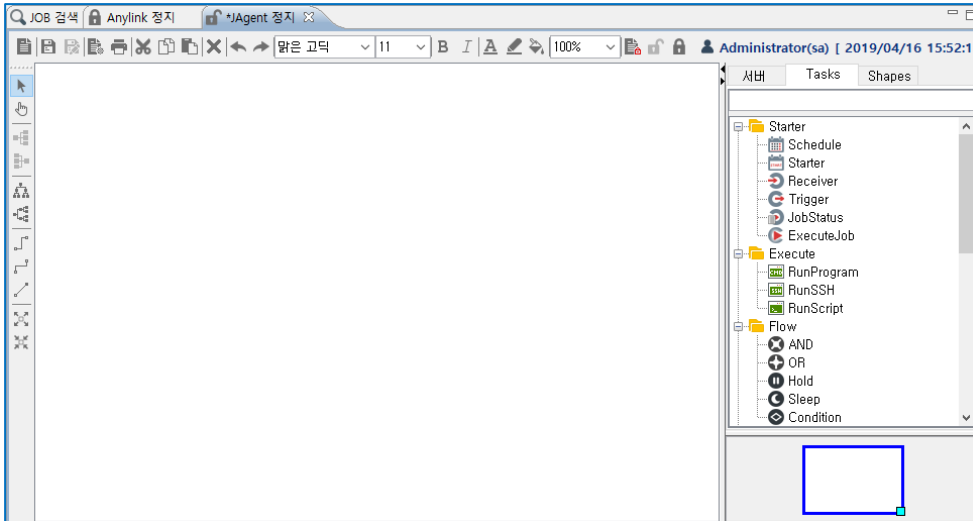 JOB 검색 Anylink 정지 *JAgent 정지
맑은 고딕 11 B I A 100% Administrator(sa) [ 2019/04/16 15:52:1
서버 Tasks Shapes
Starter
Schedule
Starter
Receiver
Trigger
JobStatus
ExecuteJob
Execute
RunProgram
RunSSH
RunScript
Flow
AND
OR
Hold
Sleep
Condition